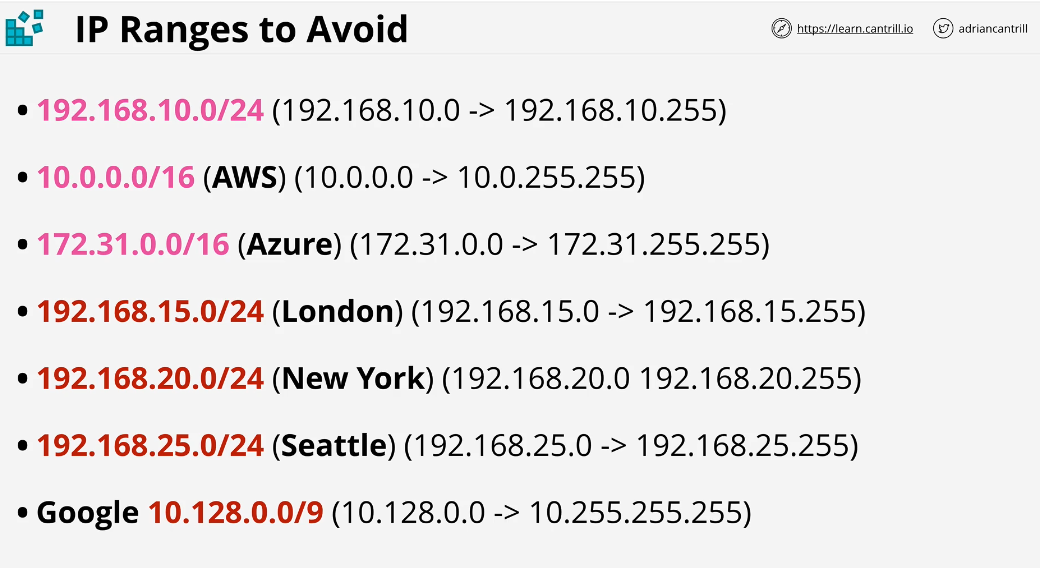 IP Ranges to Avoid
https://learn.cantrill.io
adriancantrill
• 192.168.10.0/24 (192.168.10.0 -> 192.168.10.255)
• 10.0.0.0/16 (AWS) (10.0.0.0 -> 10.0.255.255)
• 172.31.0.0/16 (Azure) (172.31.0.0 -> 172.31.255.255)
• 192.168.15.0/24 (London) (192.168.15.0 -> 192.168.15.255)
• 192.168.20.0/24 (New York) (192.168.20.0 192.168.20.255)
• 192.168.25.0/24 (Seattle) (192.168.25.0 -> 192.168.25.255)
• Google 10.128.0.0/9 (10.128.0.0 -> 10.255.255.255)